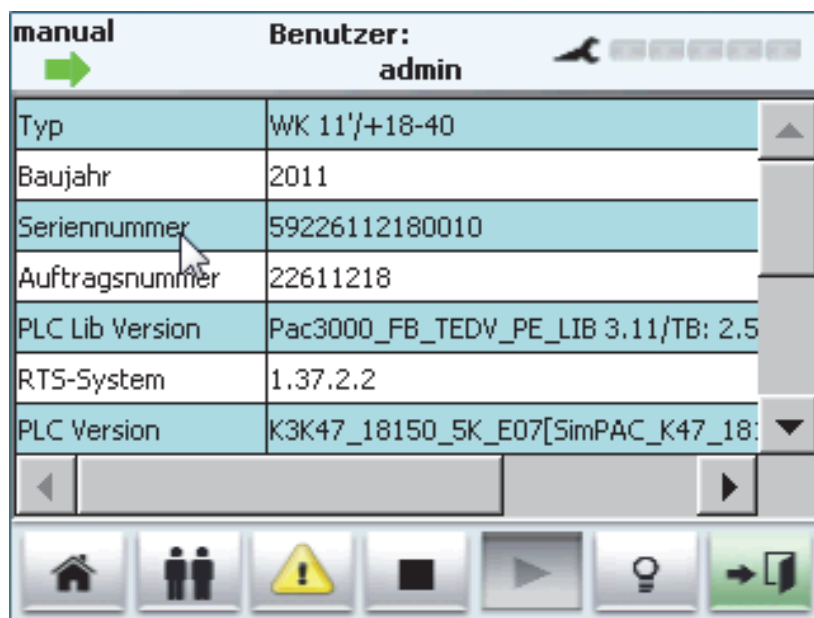 manual
Benutzer:
admin
Typ WK 11'/+18-40
Baujahr 2011
Seriennummer 59226112180010
Auftragsnummer 22611218
PLC Lib Version Pac3000_FB_TEDV_PE_LIB 3.11/TB: 2.5
RTS-System 1.37.2.2
PLC Version K3K47_18150_5K_E07[SimPAC_K47_181